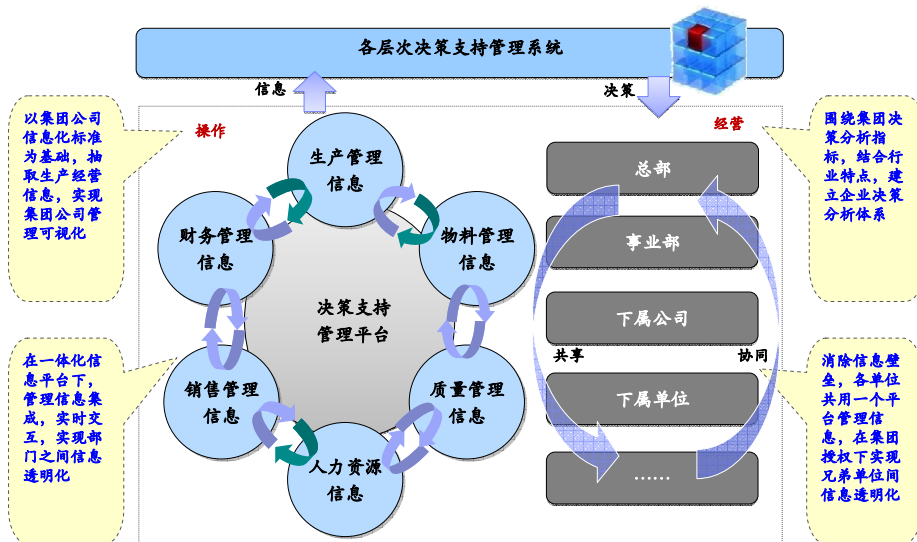 各层次决策支持管理系统
信息
决策
以集团公司
信息化标准
为基础，抽
取生产经营
信息，实现
集团公司管
理可视化
操作
经营
围绕集团决
策分析指
标，结合行
业特点，建
立企业决策
分析体系
生产管理
信息
财务管理
信息
物料管理
信息
决策支持
管理平台
销售管理
信息
质量管理
信息
人力资源
信息
总部
事业部
下属公司
共享
协同
下属单位
……
在一体化信
息平台下，
管理信息集
成，实时交
互，实现部
门之间信息
透明化
消除信息壁
垒，各单位
共用一个平
台管理信
息，在集团
授权下实现
兄弟单位间
信息透明化